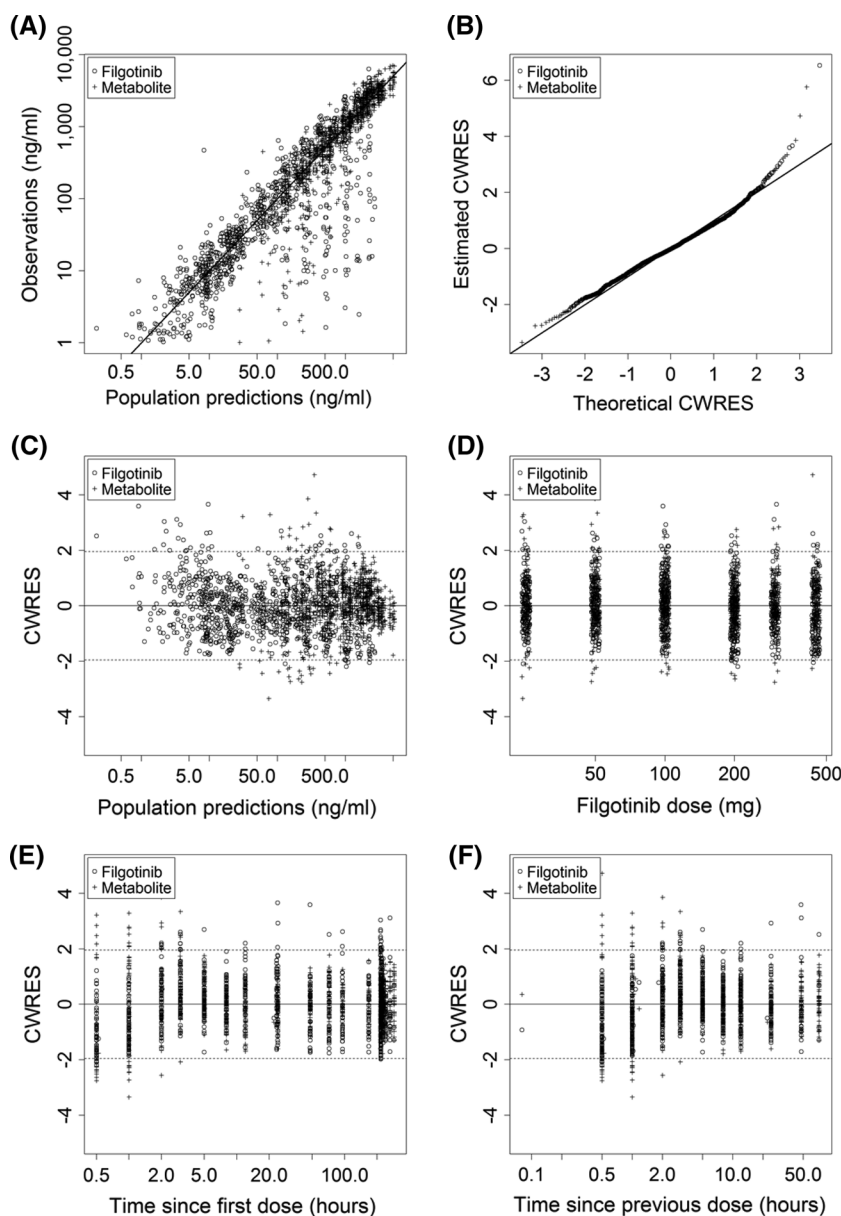 (A)
Filgotinib
Metabolite
Observations (ng/ml)
10,000
1,000
100
10
1
0.5 5.0 50.0 500.0
Population predictions (ng/ml)
(B)
Filgotinib
Metabolite
Estimated CWRES
6
4
2
0
-2
-3 -2 -1 0 1 2 3
Theoretical CWRES
(C)
Filgotinib
Metabolite
CWRES
4
2
0
-2
-4
0.5 5.0 50.0 500.0
Population predictions (ng/ml)
(D)
Filgotinib
Metabolite
CWRES
4
2
0
-2
-4
50 100 200 500
Filgotinib dose (mg)
(E)
Filgotinib
Metabolite
CWRES
4
2
0
-2
-4
0.5 2.0 5.0 20.0 100.0
Time since first dose (hours)
(F)
Filgotinib
Metabolite
CWRES
4
2
0
-2
-4
0.1 0.5 2.0 10.0 50.0
Time since previous dose (hours)